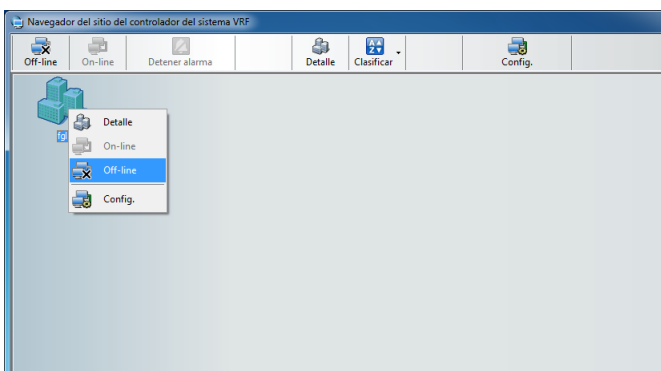 Navegador del sitio del controlador del sistema VRF
Off-line On-line Detener alarma Detalle Clasificar Config.
fgl
Detalle
On-line
Off-line
Config.